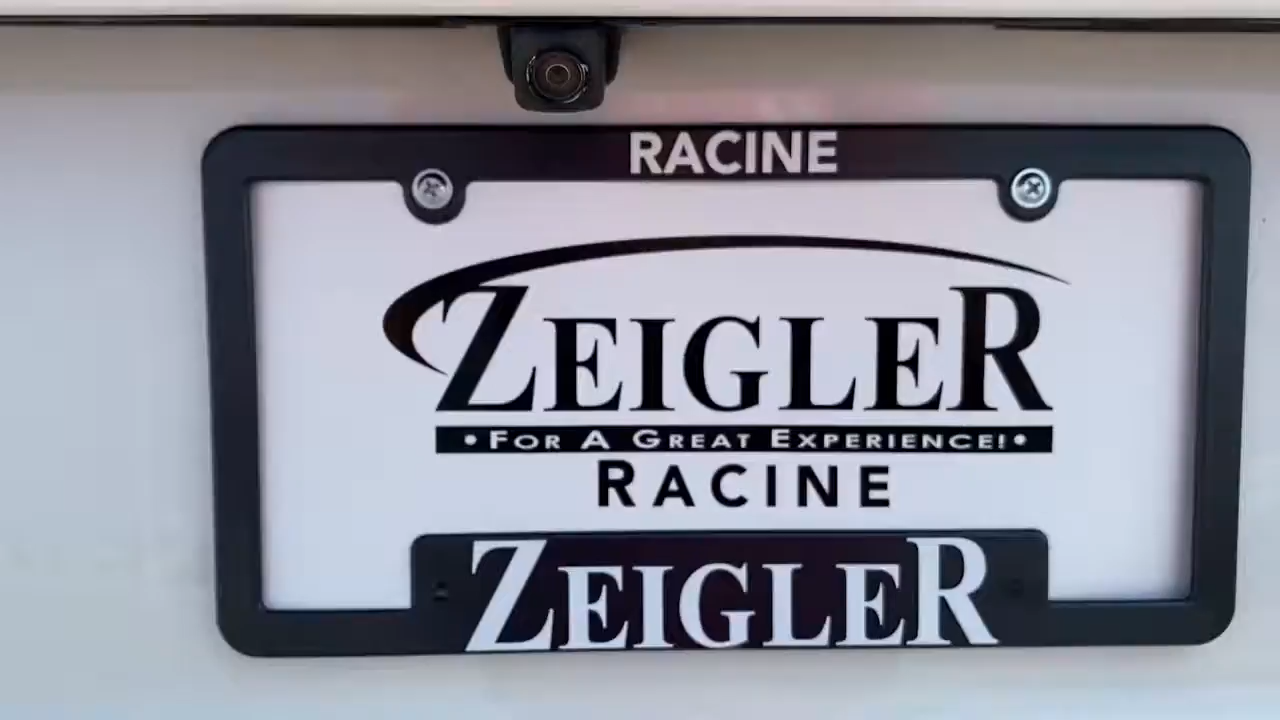 RACINE
ZEIGLER
•FOR A GREAT EXPERIENCE!•
RACINE
ZEIGLER